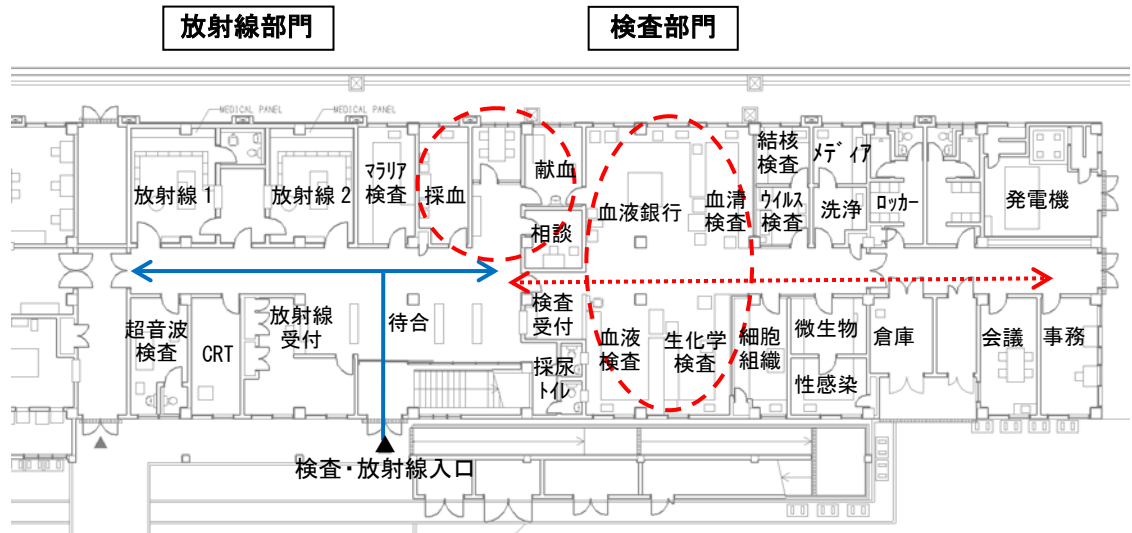 放射線部門
検査部門
MEDICAL PANEL
MEDICAL PANEL
放射線1
放射線2
マラリア
検査
採血
献血
相談
血液銀行
血清
検査
結核
検査
ウイルス
検査
メディア
洗浄
ロッカー
発電機
超音波
検査
CRT
放射線
受付
待合
検査
受付
採尿
トイレ
血液
検査
生化学
検査
細胞
組織
微生物
性感染
倉庫
会議
事務
検査・放射線入口